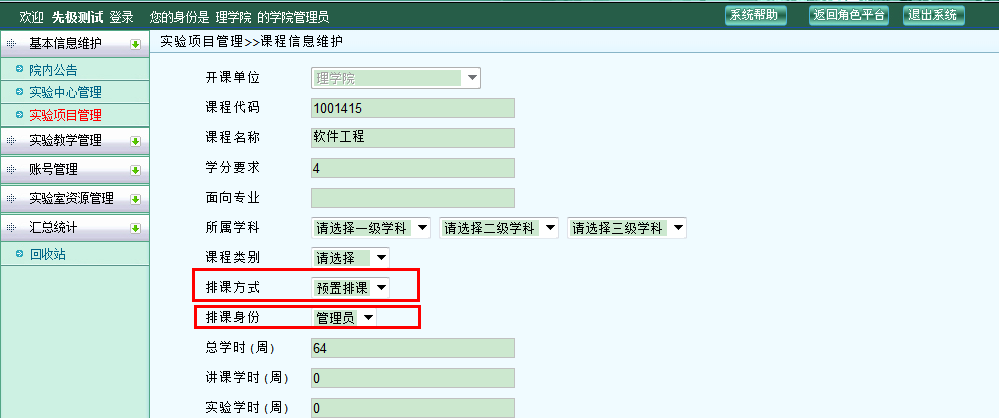 欢迎 先极测试 登录 您的身份是 理学院 的学院管理员
系统帮助 返回角色平台 退出系统
基本信息维护
院内公告
实验中心管理
实验项目管理
实验教学管理
账号管理
实验室资源管理
汇总统计
回收站
实验项目管理>>课程信息维护
开课单位 理学院
课程代码 1001415
课程名称 软件工程
学分要求 4
面向专业
所属学科 请选择一级学科 请选择二级学科 请选择三级学科
课程类别 请选择
排课方式 预置排课
排课身份 管理员
总学时(周) 64
讲课学时(周) 0
实验学时(周) 0